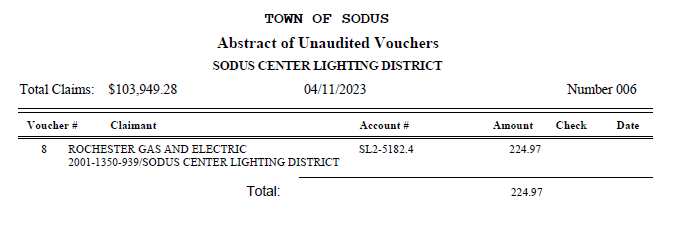 TOWN OF SODUS
Abstract of Unaudited Vouchers
SODUS CENTER LIGHTING DISTRICT
Total Claims: $103,949.28 04/11/2023 Number 006
Voucher # Claimant Account # Amount Check Date
8 ROCHESTER GAS AND ELECTRIC SL2-5182.4 224.97
2001-1350-939/SODUS CENTER LIGHTING DISTRICT
Total: 224.97